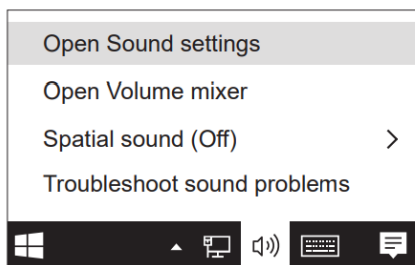 Open Sound settings
Open Volume mixer
Spatial sound (Off)
Troubleshoot sound problems